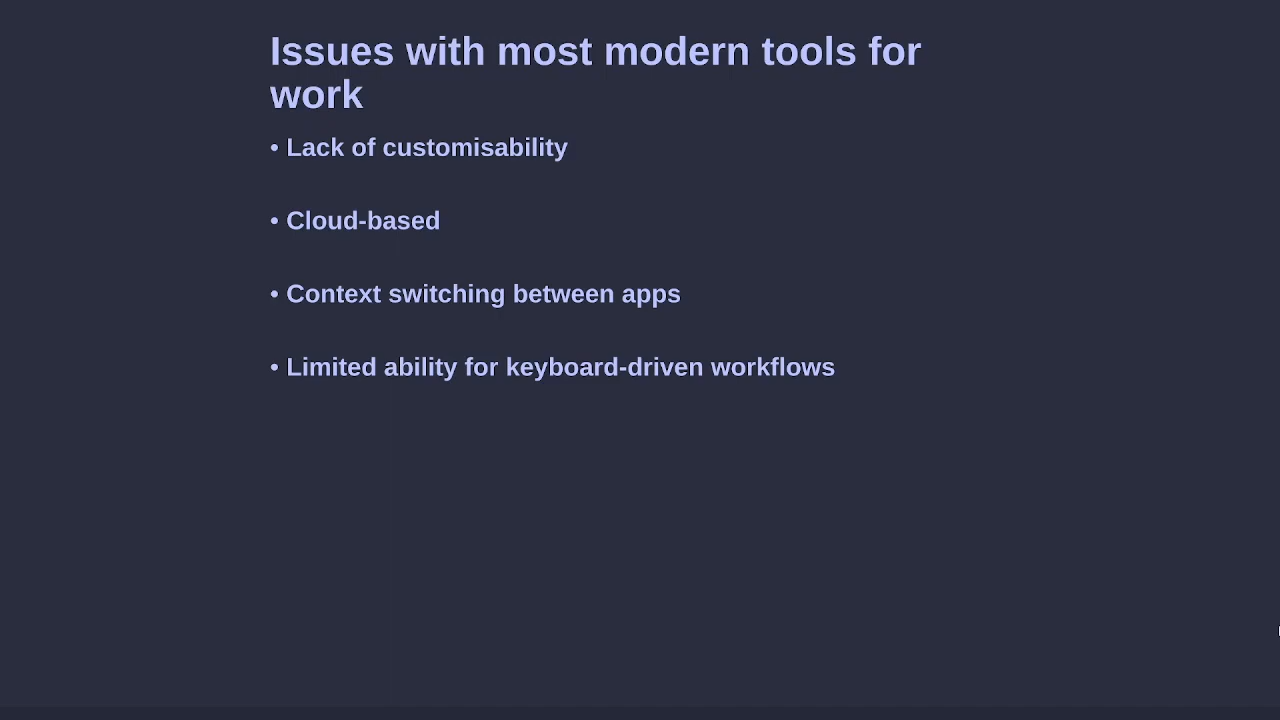 Issues with most modern tools for
work
• Lack of customisability
• Cloud-based
• Context switching between apps
• Limited ability for keyboard-driven workflows